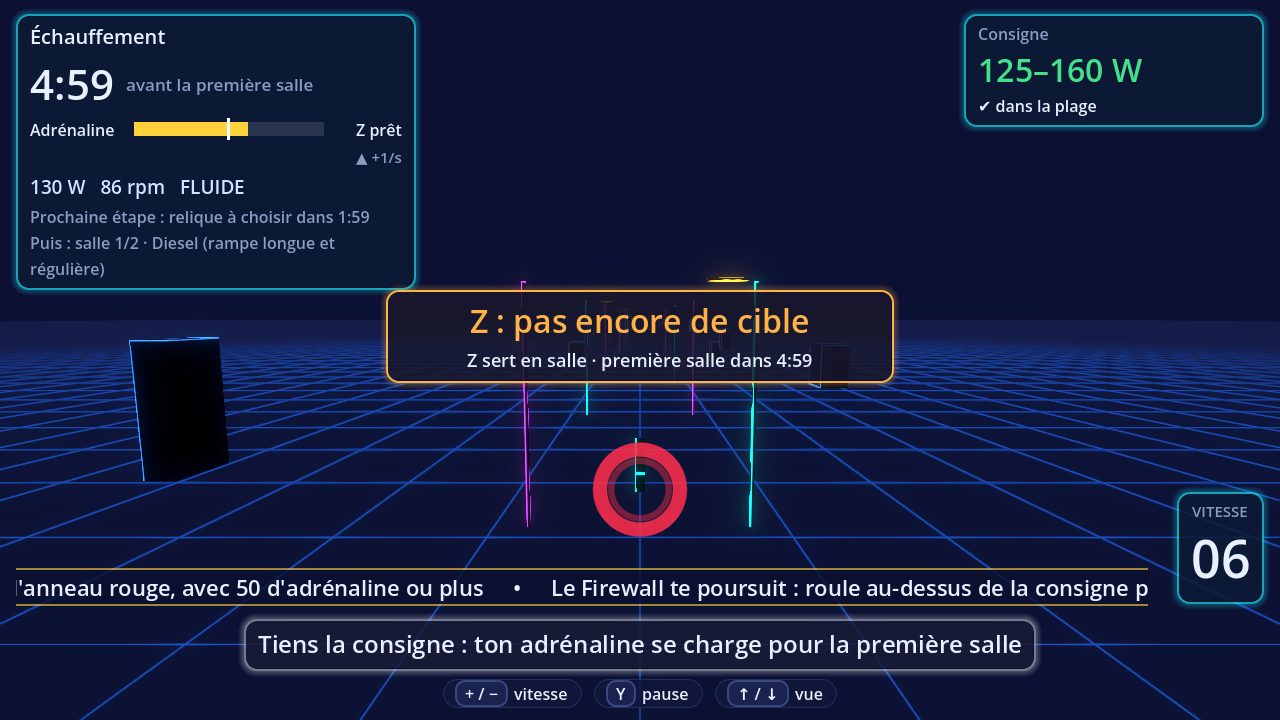 Échauffement
4:59 avant la première salle
Adrénaline Z prêt
▲ +1/s
130 W 86 rpm FLUIDE
Prochaine étape : relique à choisir dans 1:59
Puis : salle 1/2 · Diesel (rampe longue et
régulière)
Consigne
125–160 W
✔ dans la plage
Z : pas encore de cible
Z sert en salle · première salle dans 4:59
VITESSE
06
l'anneau rouge, avec 50 d'adrénaline ou plus • Le Firewall te poursuit : roule au-dessus de la consigne p
Tiens la consigne : ton adrénaline se charge pour la première salle
+ / − vitesse Y pause ↑ / ↓ vue